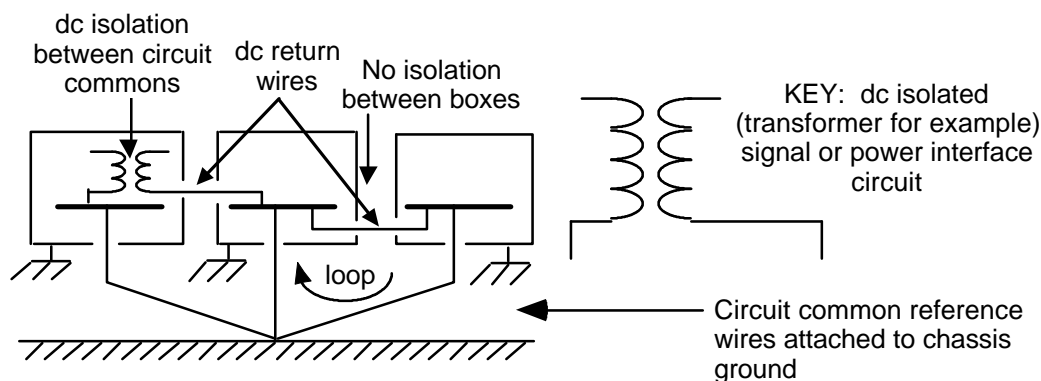 dc isolation
between circuit
commons
dc return
wires
No isolation
between boxes
KEY:  dc isolated
(transformer for example)
signal or power interface
circuit
loop
Circuit common reference
wires attached to chassis
ground